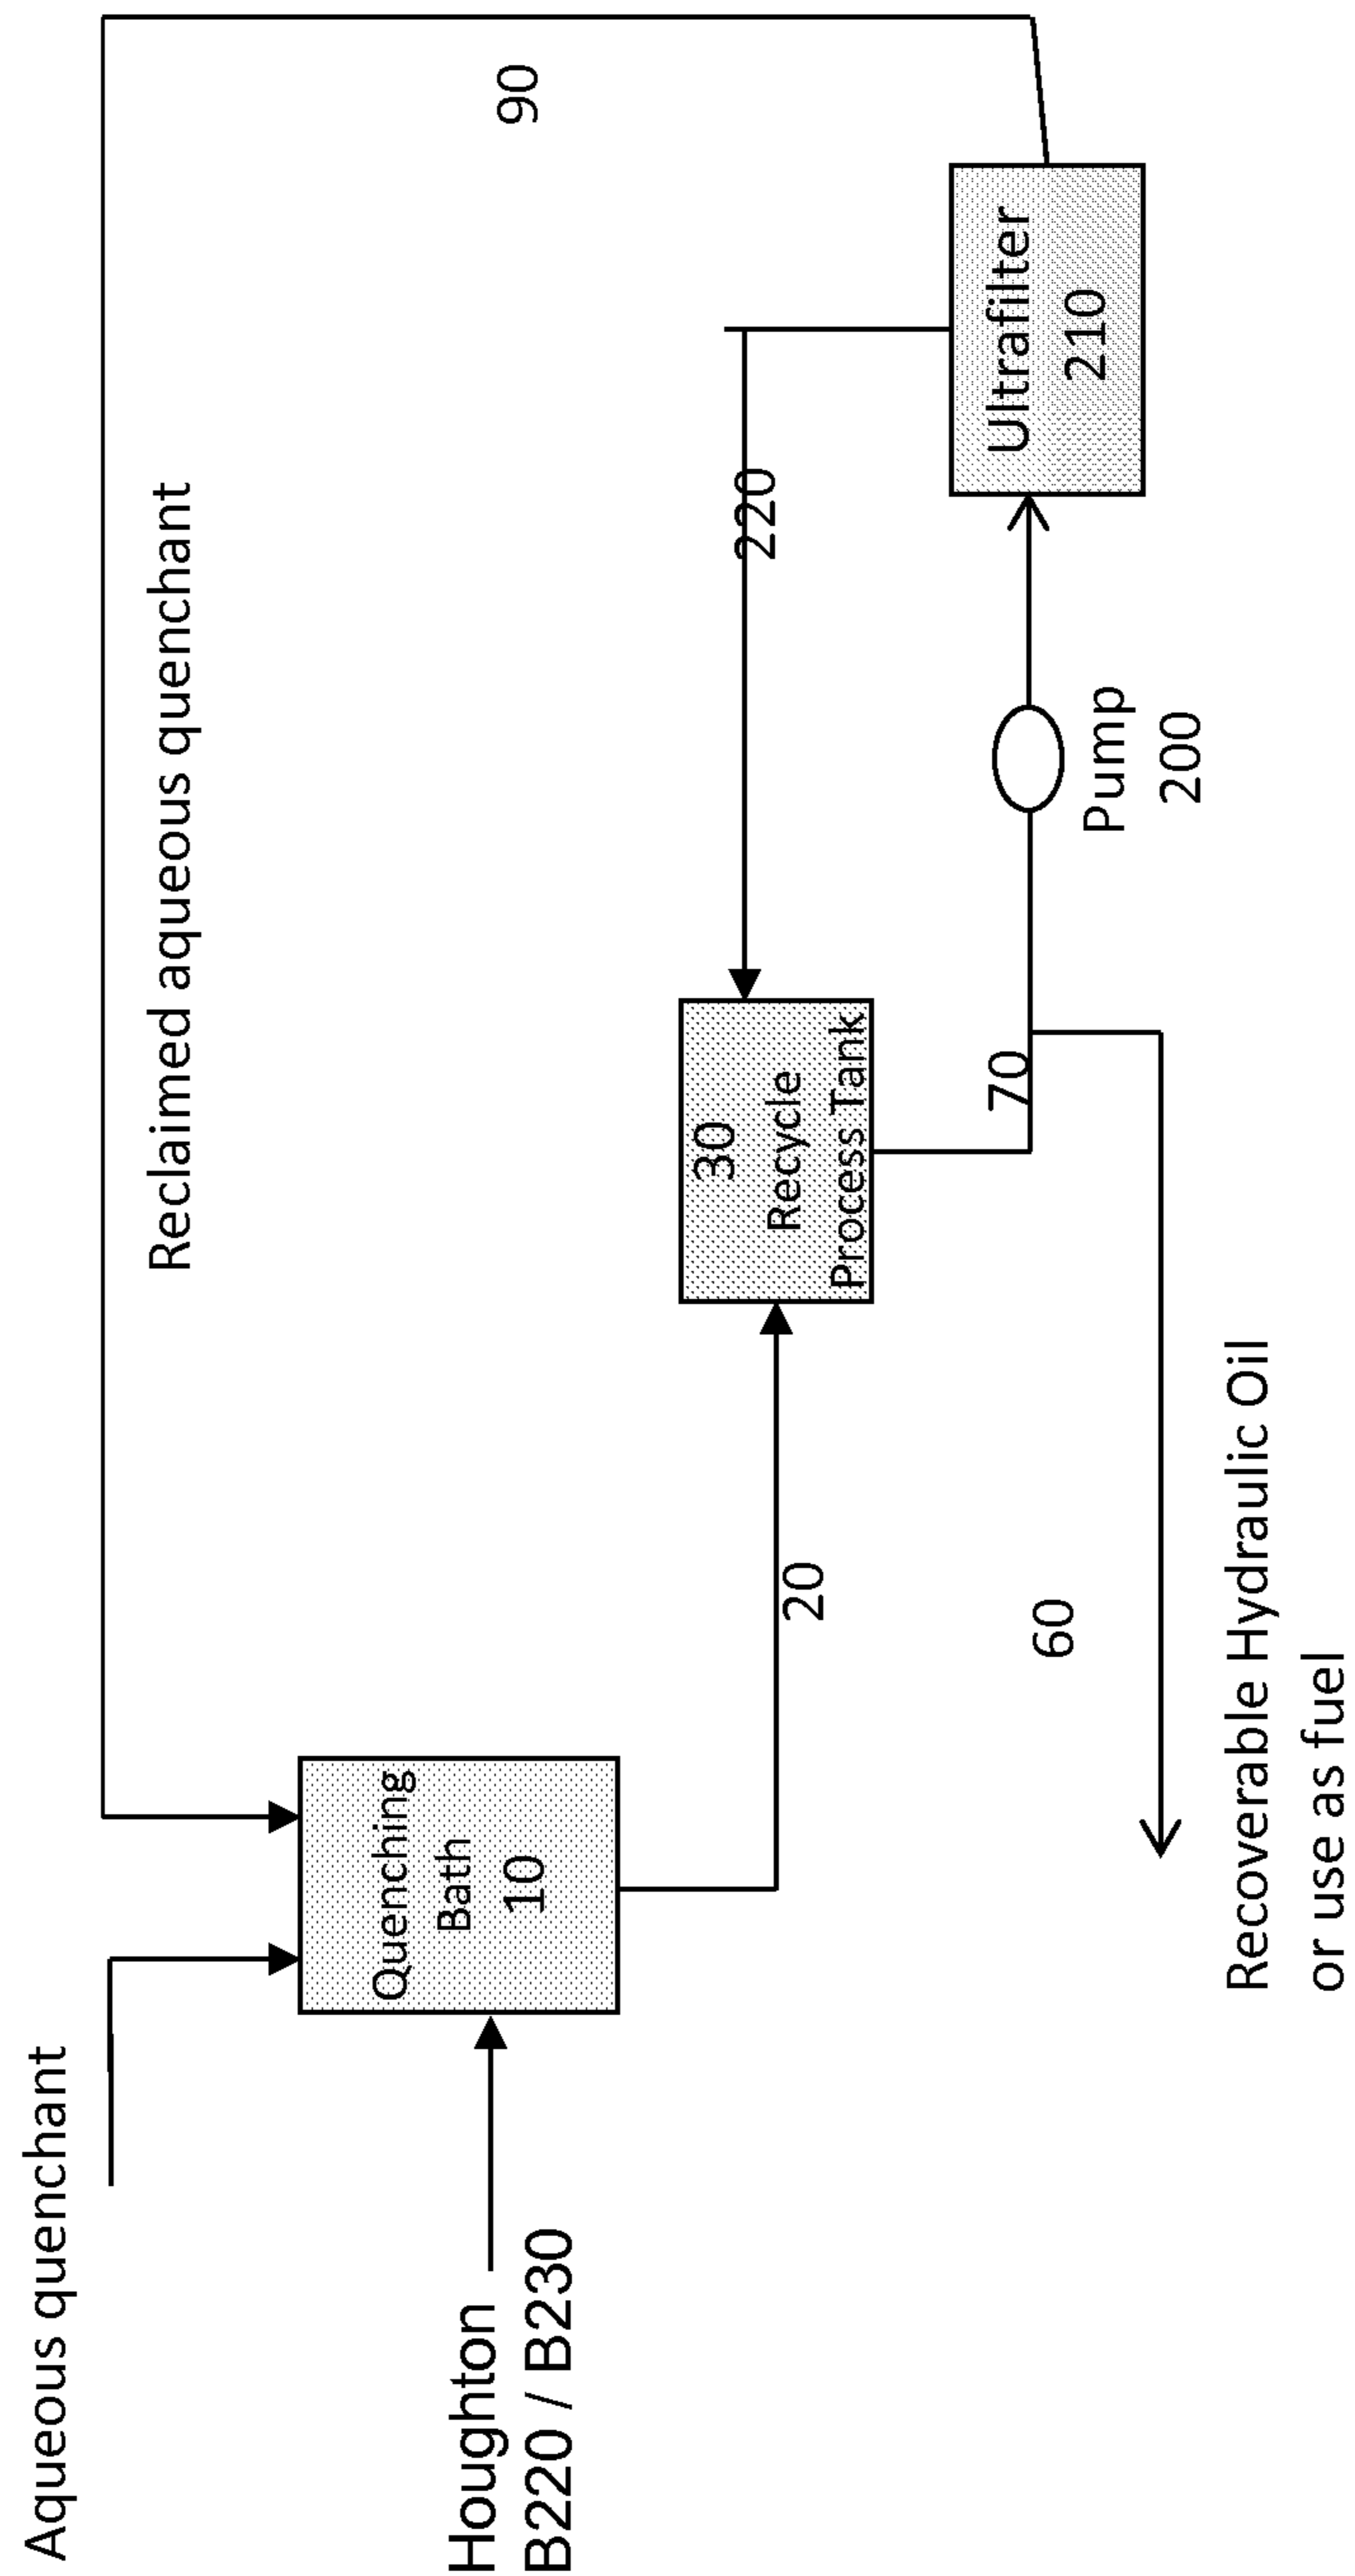 Aqueous quenchant
Reclaimed aqueous quenchant
90
Houghton
B220 / B230
Quenching
Bath
10
20
30
Recycle
Process Tank
220
70
Pump
200
Ultrafilter
210
60
Recoverable Hydraulic Oil
or use as fuel